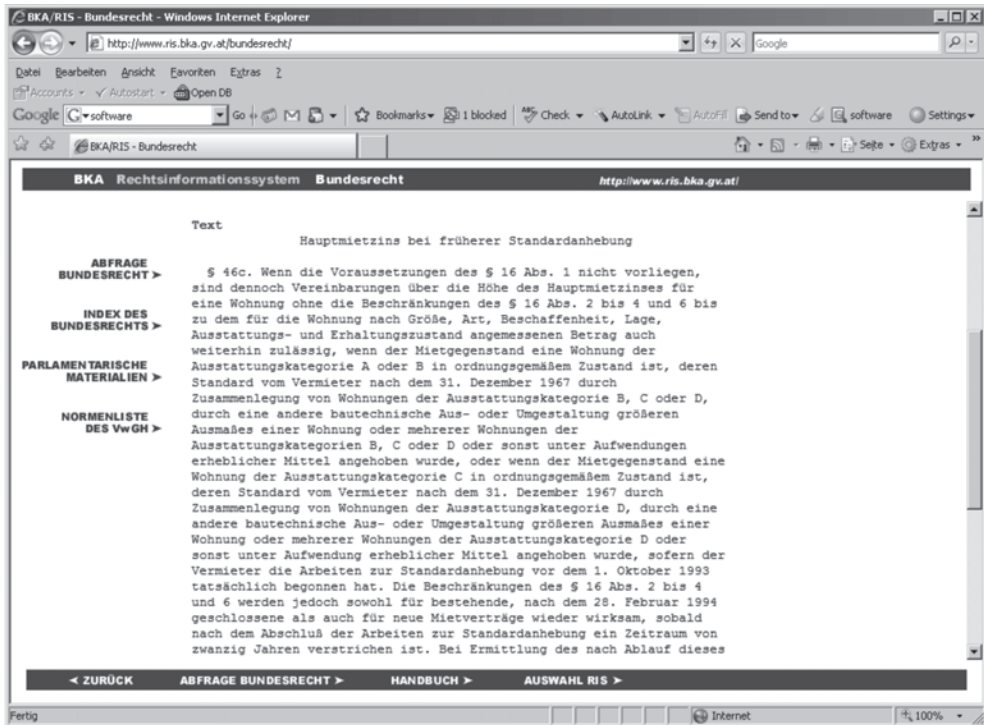 BKA/RIS - Bundesrecht - Windows Internet Explorer
http://www.ris.bka.gv.at/bundesrecht/
Google
Datei Bearbeiten Ansicht Favoriten Extras ?
Accounts Autostart Open DB
Google G software Go Bookmarks 1 blocked Check AutoLink AutoFill Send to software Settings
BKA/RIS - Bundesrecht Seite Extras »
BKA Rechtsinformationssystem Bundesrecht http://www.ris.bka.gv.at/
ABFRAGE
BUNDESRECHT ➤
INDEX DES
BUNDESRECHTS ➤
PARLAMENTARISCHE
MATERIALIEN ➤
NORMENLISTE
DES VwGH ➤
Text
Hauptmietzins bei früherer Standardanhebung
§ 46c. Wenn die Voraussetzungen des § 16 Abs. 1 nicht vorliegen,
sind dennoch Vereinbarungen über die Höhe des Hauptmietzinses für
eine Wohnung ohne die Beschränkungen des § 16 Abs. 2 bis 4 und 6 bis
zu dem für die Wohnung nach Größe, Art, Beschaffenheit, Lage,
Ausstattungs- und Erhaltungszustand angemessenen Betrag auch
weiterhin zulässig, wenn der Mietgegenstand eine Wohnung der
Ausstattungskategorie A oder B in ordnungsgemäßem Zustand ist, deren
Standard vom Vermieter nach dem 31. Dezember 1967 durch
Zusammenlegung von Wohnungen der Ausstattungskategorie B, C oder D,
durch eine andere bautechnische Aus- oder Umgestaltung größeren
Ausmaßes einer Wohnung oder mehrerer Wohnungen der
Ausstattungskategorien B, C oder D oder sonst unter Aufwendungen
erheblicher Mittel angehoben wurde, oder wenn der Mietgegenstand eine
Wohnung der Ausstattungskategorie C in ordnungsgemäßem Zustand ist,
deren Standard vom Vermieter nach dem 31. Dezember 1967 durch
Zusammenlegung von Wohnungen der Ausstattungskategorie D, durch eine
andere bautechnische Aus- oder Umgestaltung größeren Ausmaßes einer
Wohnung oder mehrerer Wohnungen der Ausstattungskategorie D oder
sonst unter Aufwendung erheblicher Mittel angehoben wurde, sofern der
Vermieter die Arbeiten zur Standardanhebung vor dem 1. Oktober 1993
tatsächlich begonnen hat. Die Beschränkungen des § 16 Abs. 2 bis 4
und 6 werden jedoch sowohl für bestehende, nach dem 28. Februar 1994
geschlossene als auch für neue Mietverträge wieder wirksam, sobald
nach dem Abschluß der Arbeiten zur Standardanhebung ein Zeitraum von
zwanzig Jahren verstrichen ist. Bei Ermittlung des nach Ablauf dieses
◄ ZURÜCK ABFRAGE BUNDESRECHT ➤ HANDBUCH ➤ AUSWAHL RIS ➤
Fertig Internet 100%